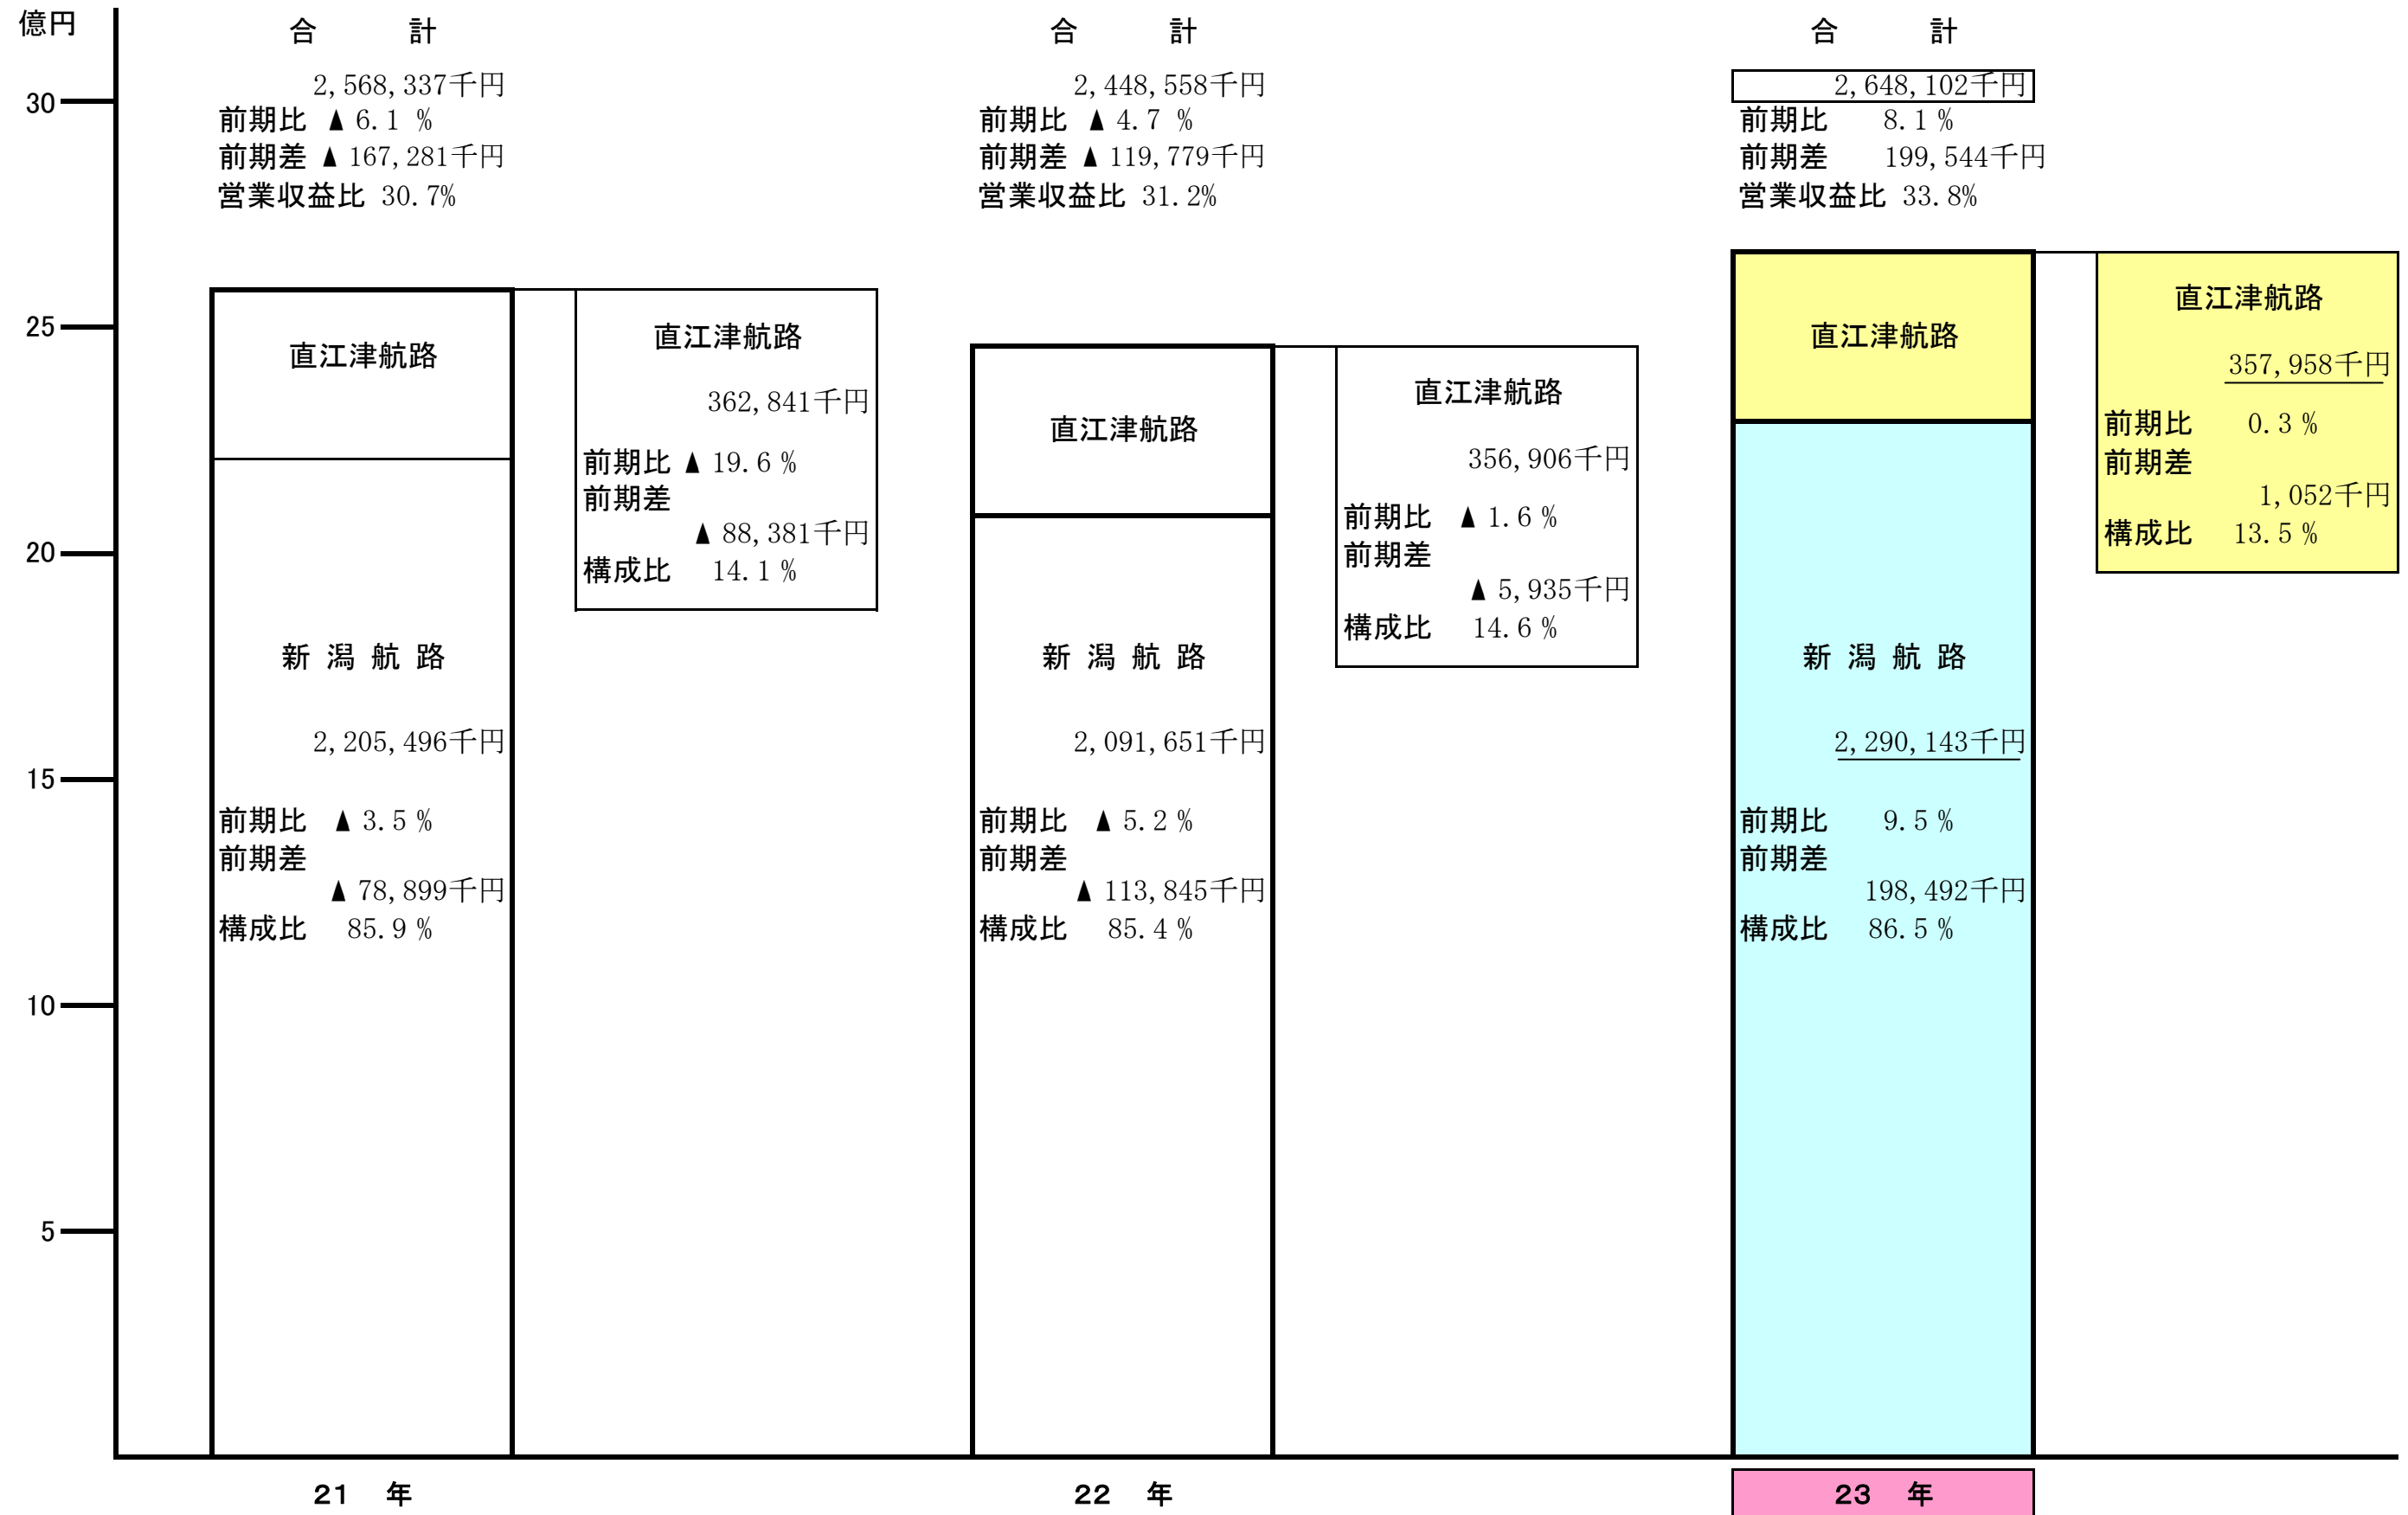 億円
30
25
20
15
10
5
合　　　計
2,568,337千円
前期比 ▲ 6.1 %
前期差 ▲ 167,281千円
営業収益比 30.7%
直江津航路
新 潟 航 路
2,205,496千円
前期比 ▲ 3.5 %
前期差
▲ 78,899千円
構成比 85.9 %
直江津航路
362,841千円
前期比 ▲ 19.6 %
前期差
▲ 88,381千円
構成比 14.1 %
21 年
合　　　計
2,448,558千円
前期比 ▲ 4.7 %
前期差 ▲ 119,779千円
営業収益比 31.2%
直江津航路
新 潟 航 路
2,091,651千円
前期比 ▲ 5.2 %
前期差
▲ 113,845千円
構成比 85.4 %
直江津航路
356,906千円
前期比 ▲ 1.6 %
前期差
▲ 5,935千円
構成比 14.6 %
22 年
合　　　計
2,648,102千円
前期比 8.1 %
前期差 199,544千円
営業収益比 33.8%
直江津航路
新 潟 航 路
2,290,143千円
前期比 9.5 %
前期差
198,492千円
構成比 86.5 %
直江津航路
357,958千円
前期比 0.3 %
前期差
1,052千円
構成比 13.5 %
23 年